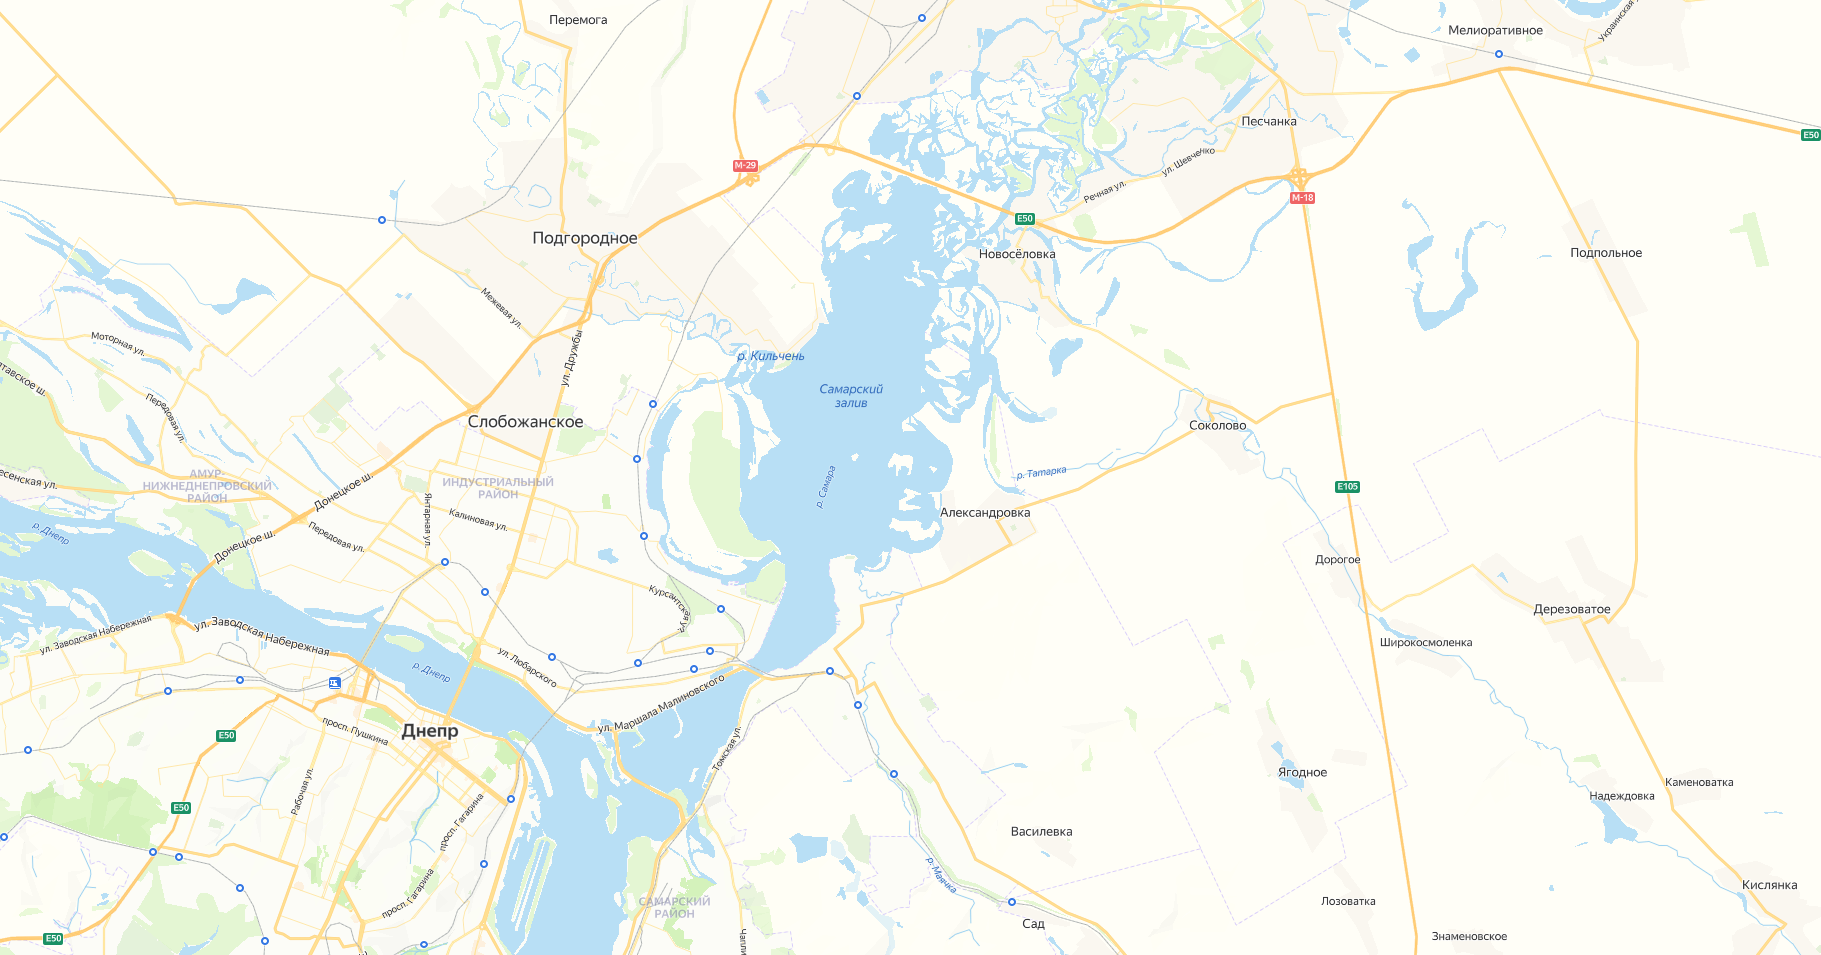 Перемога
Мелиоративное
Украинская
Песчанка
E50
М-29
ул. Шевченко
Речная ул.
М-18
E50
Подгородное
Новосёловка
Подпольное
Межевая ул.
Моторная ул.
ул. Дружбы
р. Кильчень
Самарский
залив
Передовая ул.
Слобожанское
Соколово
АМУР-
НИЖНЕДНЕПРОВСКИЙ
РАЙОН
ИНДУСТРИАЛЬНЫЙ
РАЙОН
Донецкое ш.
р. Самара
р. Татарка
E105
Янтарная ул.
Калиновая ул.
Александровка
р. Днепр
Передовая ул.
Донецкое ш.
Дорогое
Курсантская ул.
Дерезоватое
ул. Заводская Набережная
ул. Заводская Набережная
Широкосмоленка
ул. Любарского
р. Днепр
ул. Маршала Малиновского
просп. Пушкина
Днепр
E50
Томская ул.
Ягодное
Рабочая ул.
Каменоватка
Надеждовка
E50
просп. Гагарина
Василевка
р. Маячка
просп. Гагарина
Кислянка
САМАРСКИЙ
РАЙОН
Лозоватка
Сад
E50
Знаменовское